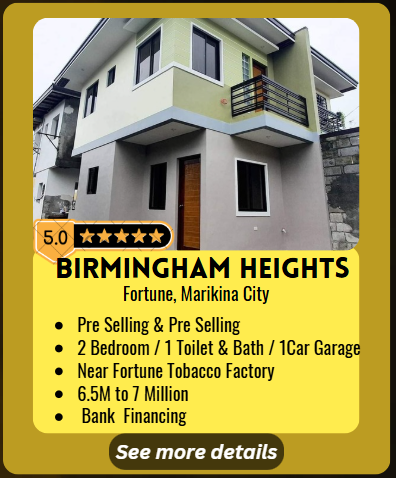 5.0
BIRMINGHAM HEIGHTS
Fortune, Marikina City
• Pre Selling & Pre Selling
• 2 Bedroom / 1 Toilet & Bath / 1Car Garage
• Near Fortune Tobacco Factory
• 6.5M to 7 Million
• Bank Financing
See more details